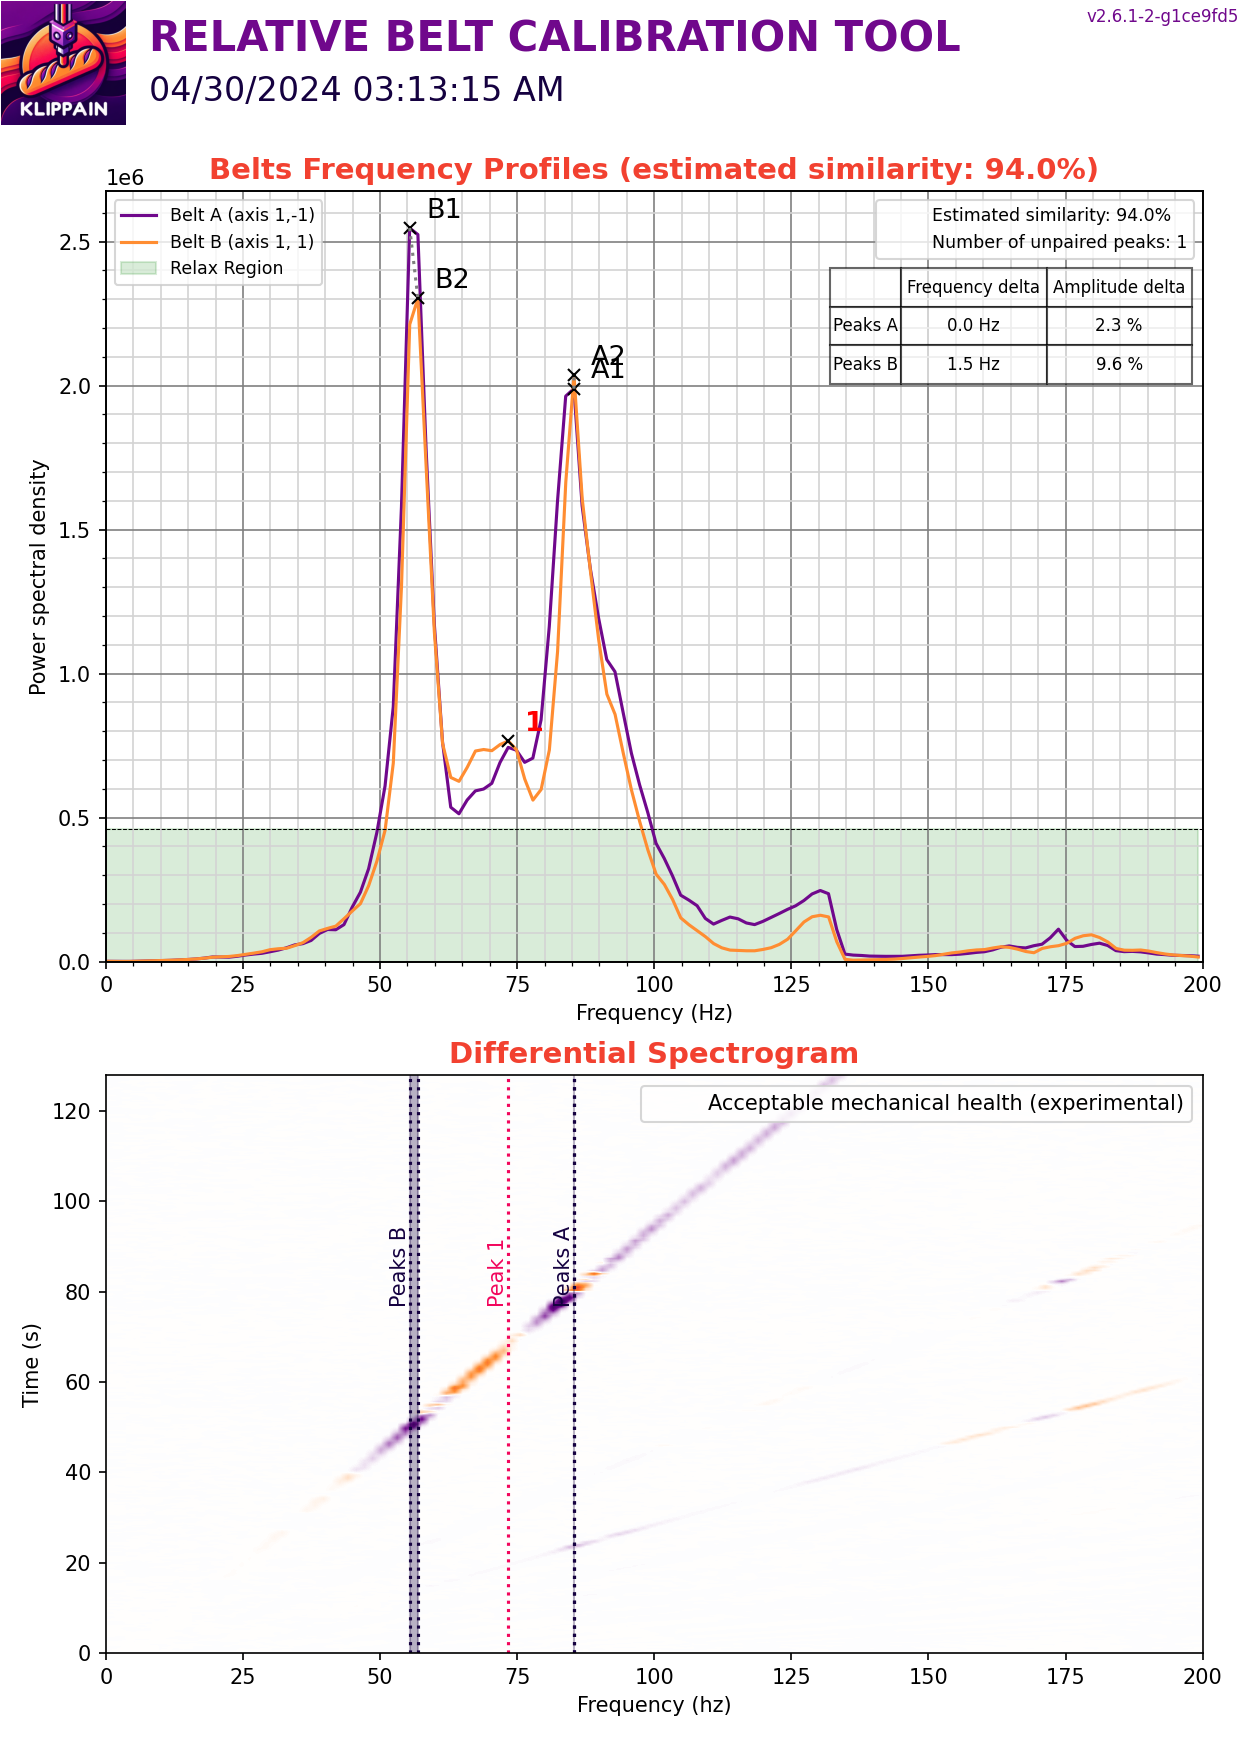 KLIPPAIN
RELATIVE BELT CALIBRATION TOOL
v2.6.1-2-g1ce9fd5
04/30/2024 03:13:15 AM
Belts Frequency Profiles (estimated similarity: 94.0%)
1e6
Belt A (axis 1,-1)
Belt B (axis 1, 1)
Relax Region
B1
B2
A2
A1
1
Estimated similarity: 94.0%
Number of unpaired peaks: 1
Frequency delta Amplitude delta
Peaks A 0.0 Hz 2.3 %
Peaks B 1.5 Hz 9.6 %
Power spectral density
2.5
2.0
1.5
1.0
0.5
0.0
0 25 50 75 100 125 150 175 200
Frequency (Hz)
Differential Spectrogram
Acceptable mechanical health (experimental)
Peaks B
Peak 1
Peaks A
Time (s)
120
100
80
60
40
20
0
0 25 50 75 100 125 150 175 200
Frequency (hz)